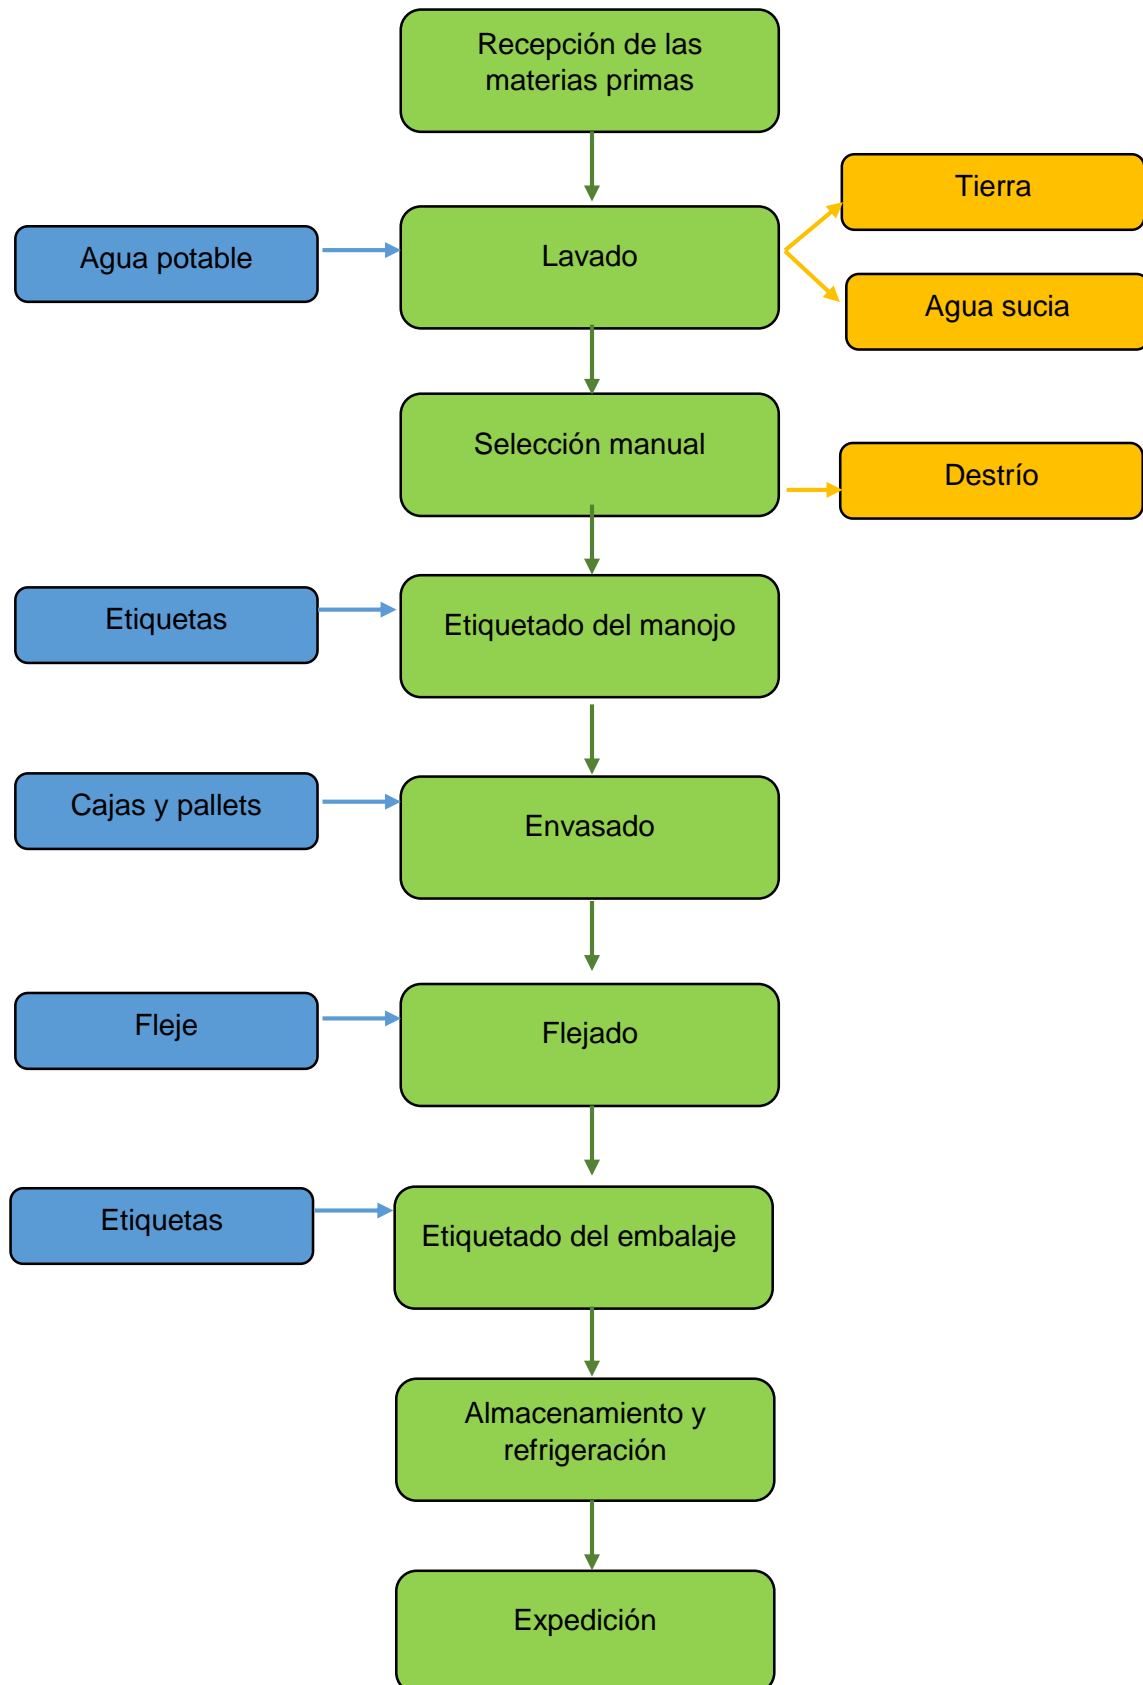 Recepción de las
materias primas
Tierra
Agua potable
Lavado
Agua sucia
Selección manual
Destrío
Etiquetas
Etiquetado del manojo
Cajas y pallets
Envasado
Fleje
Flejado
Etiquetas
Etiquetado del embalaje
Almacenamiento y
refrigeración
Expedición